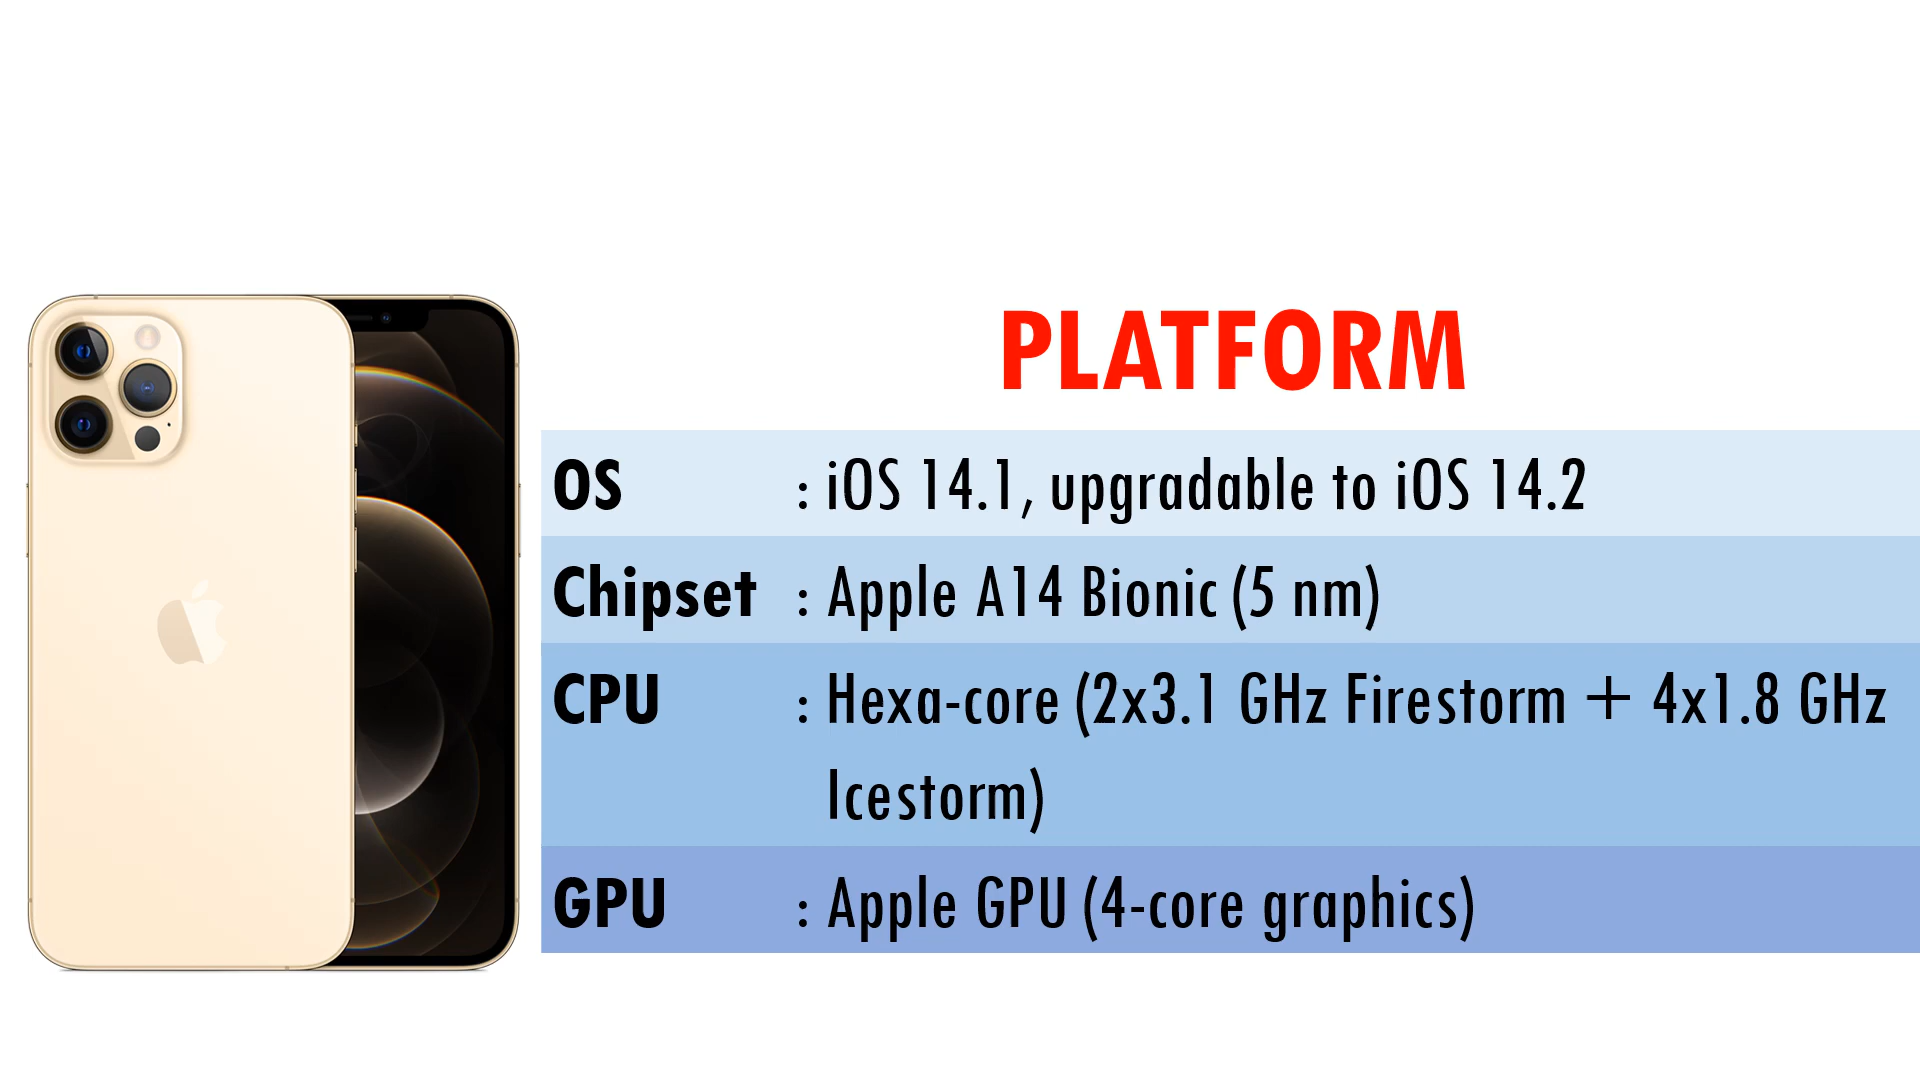 PLATFORM
OS : iOS 14.1, upgradable to iOS 14.2
Chipset : Apple A14 Bionic (5 nm)
CPU : Hexa-core (2x3.1 GHz Firestorm + 4x1.8 GHz
Icestorm)
GPU : Apple GPU (4-core graphics)